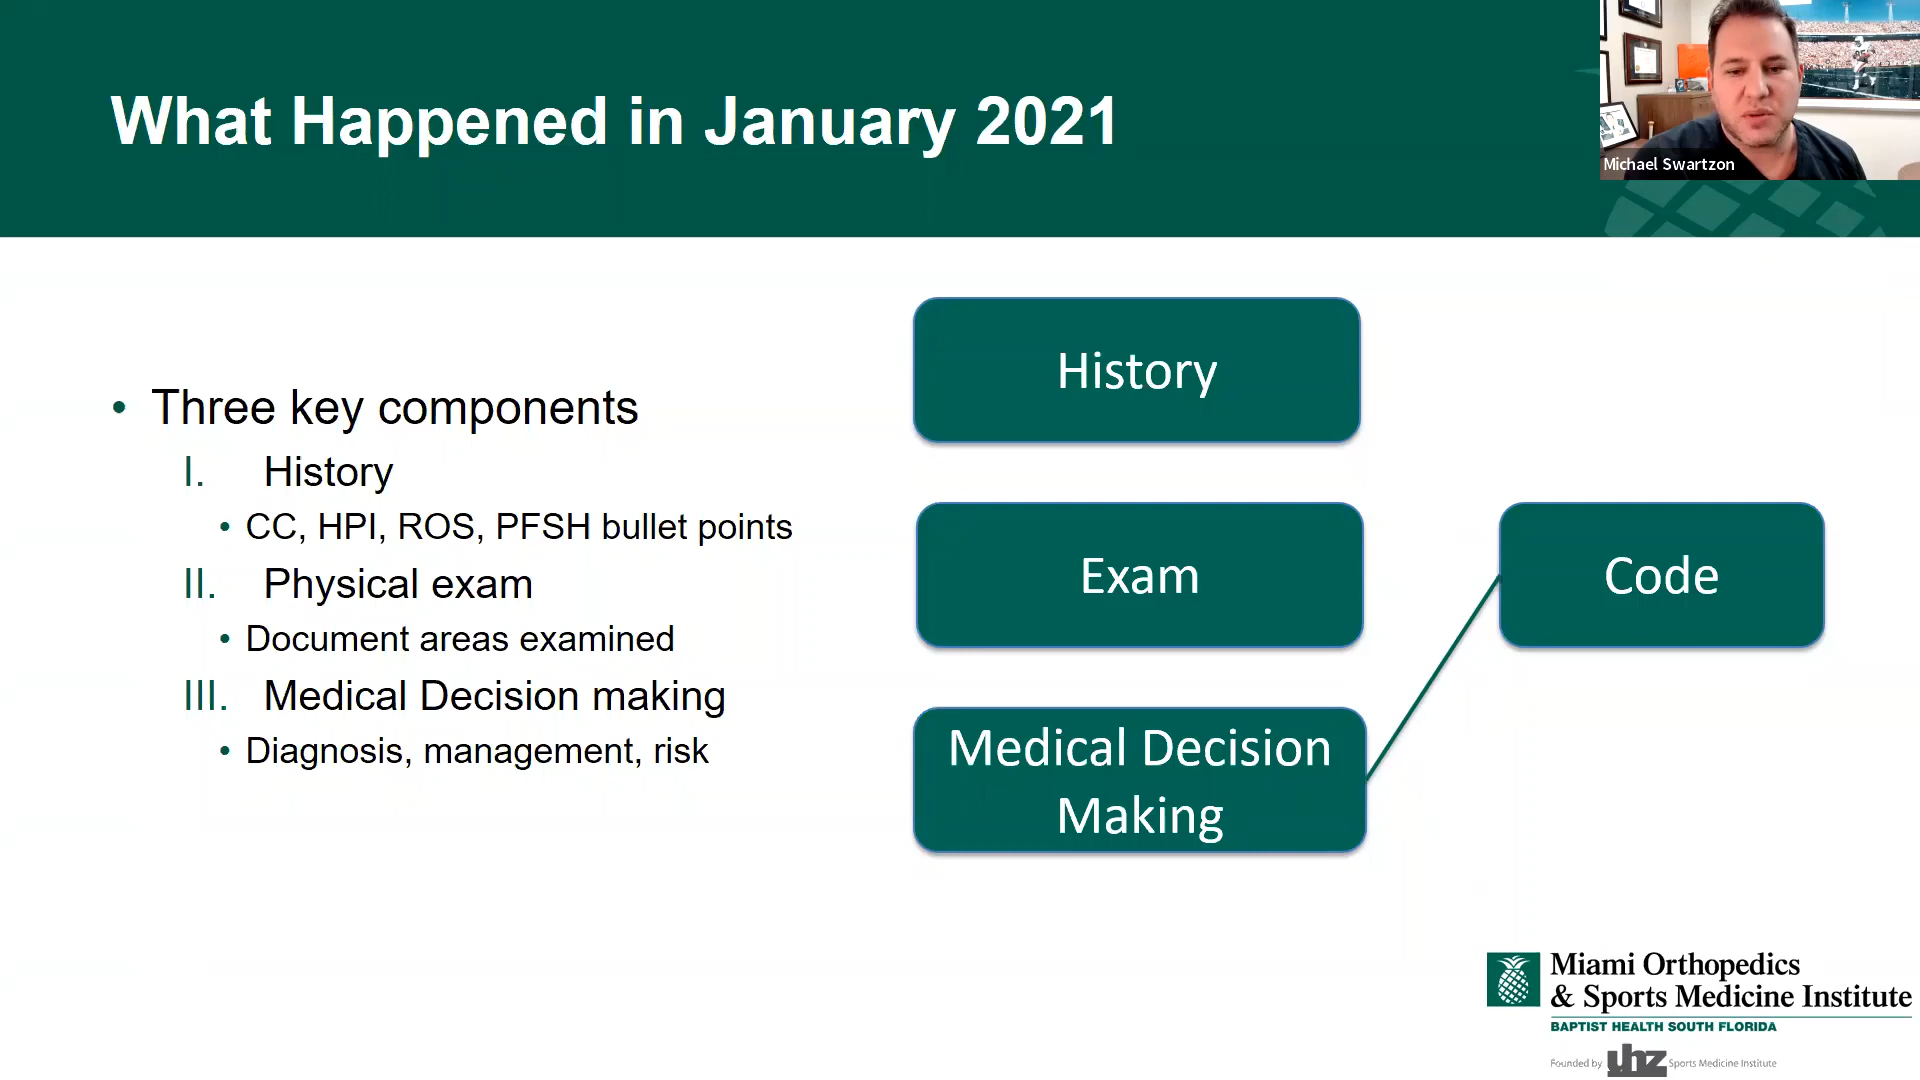 What Happened in January 2021
Michael Swartzon
• Three key components
I. History
• CC, HPI, ROS, PFSH bullet points
II. Physical exam
• Document areas examined
III. Medical Decision making
• Diagnosis, management, risk
History
Exam
Medical Decision
Making
Code
Miami Orthopedics
& Sports Medicine Institute
BAPTIST HEALTH SOUTH FLORIDA
Founded by uhz Sports Medicine Institute